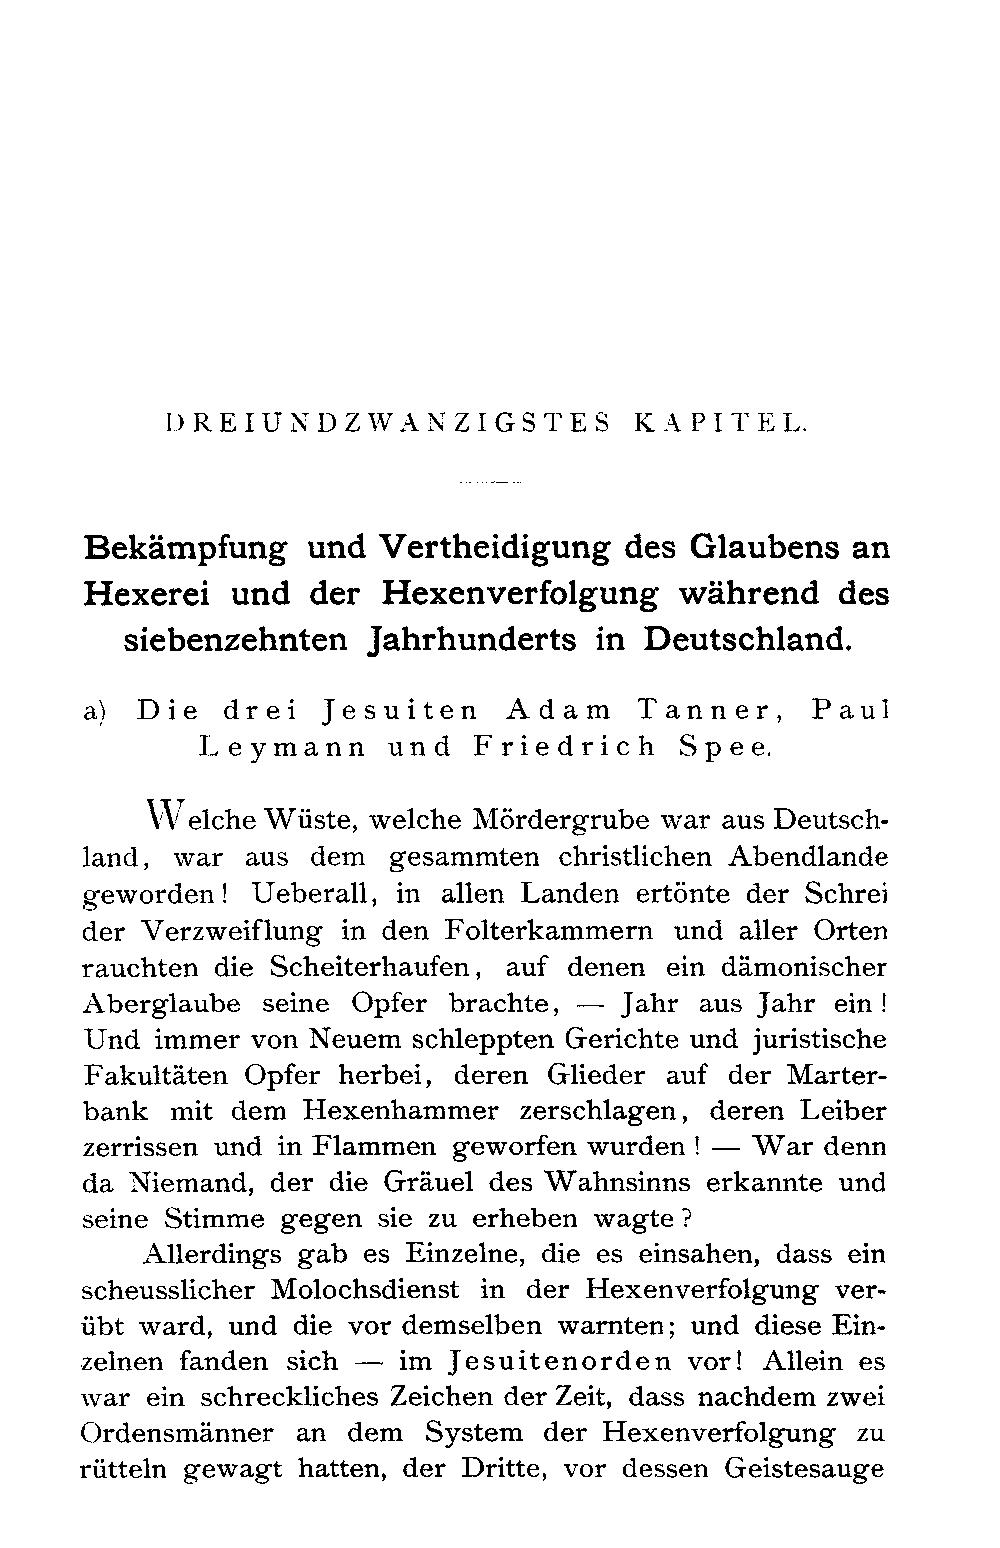 DREIUNDZWANZIGSTES KAPITEL.
Bekämpfung und Vertheidigung des Glaubens an
Hexerei und der Hexenverfolgung während des
siebenzehnten Jahrhunderts in Deutschland.
a) Die drei Jesuiten Adam Tanner, Paul
Leymann und Friedrich Spee.
Welche Wüste, welche Mördergrube war aus Deutsch-
land, war aus dem gesammten christlichen Abendlande
geworden! Ueberall, in allen Landen ertönte der Schrei
der Verzweiflung in den Folterkammern und aller Orten
rauchten die Scheiterhaufen, auf denen ein dämonischer
Aberglaube seine Opfer brachte, — Jahr aus Jahr ein!
Und immer von Neuem schleppten Gerichte und juristische
Fakultäten Opfer herbei, deren Glieder auf der Marter-
bank mit dem Hexenhammer zerschlagen, deren Leiber
zerrissen und in Flammen geworfen wurden! — War denn
da Niemand, der die Gräuel des Wahnsinns erkannte und
seine Stimme gegen sie zu erheben wagte?
Allerdings gab es Einzelne, die es einsahen, dass ein
scheusslicher Molochsdienst in der Hexenverfolgung ver-
übt ward, und die vor demselben warnten; und diese Ein-
zelnen fanden sich — im Jesuitenorden vor! Allein es
war ein schreckliches Zeichen der Zeit, dass nachdem zwei
Ordensmänner an dem System der Hexenverfolgung zu
rütteln gewagt hatten, der Dritte, vor dessen Geistesauge